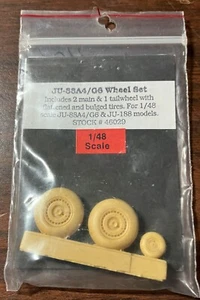 JU-88A4/G6 Wheel Set
Includes 2 main & 1 tailwheel with
flattened and bulged tires. For 1/48
JU-88A4/G6 & JU-188 models.
STOCK # 48029
1/48
Scale